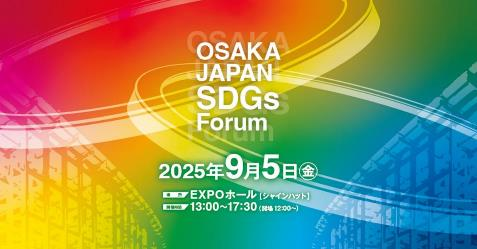 OSAKA
JAPAN
SDGs
Forum
2025年9月5日(金)
EXPOホール [シャインハット]
13:00〜17:30 (開場 12:00〜)